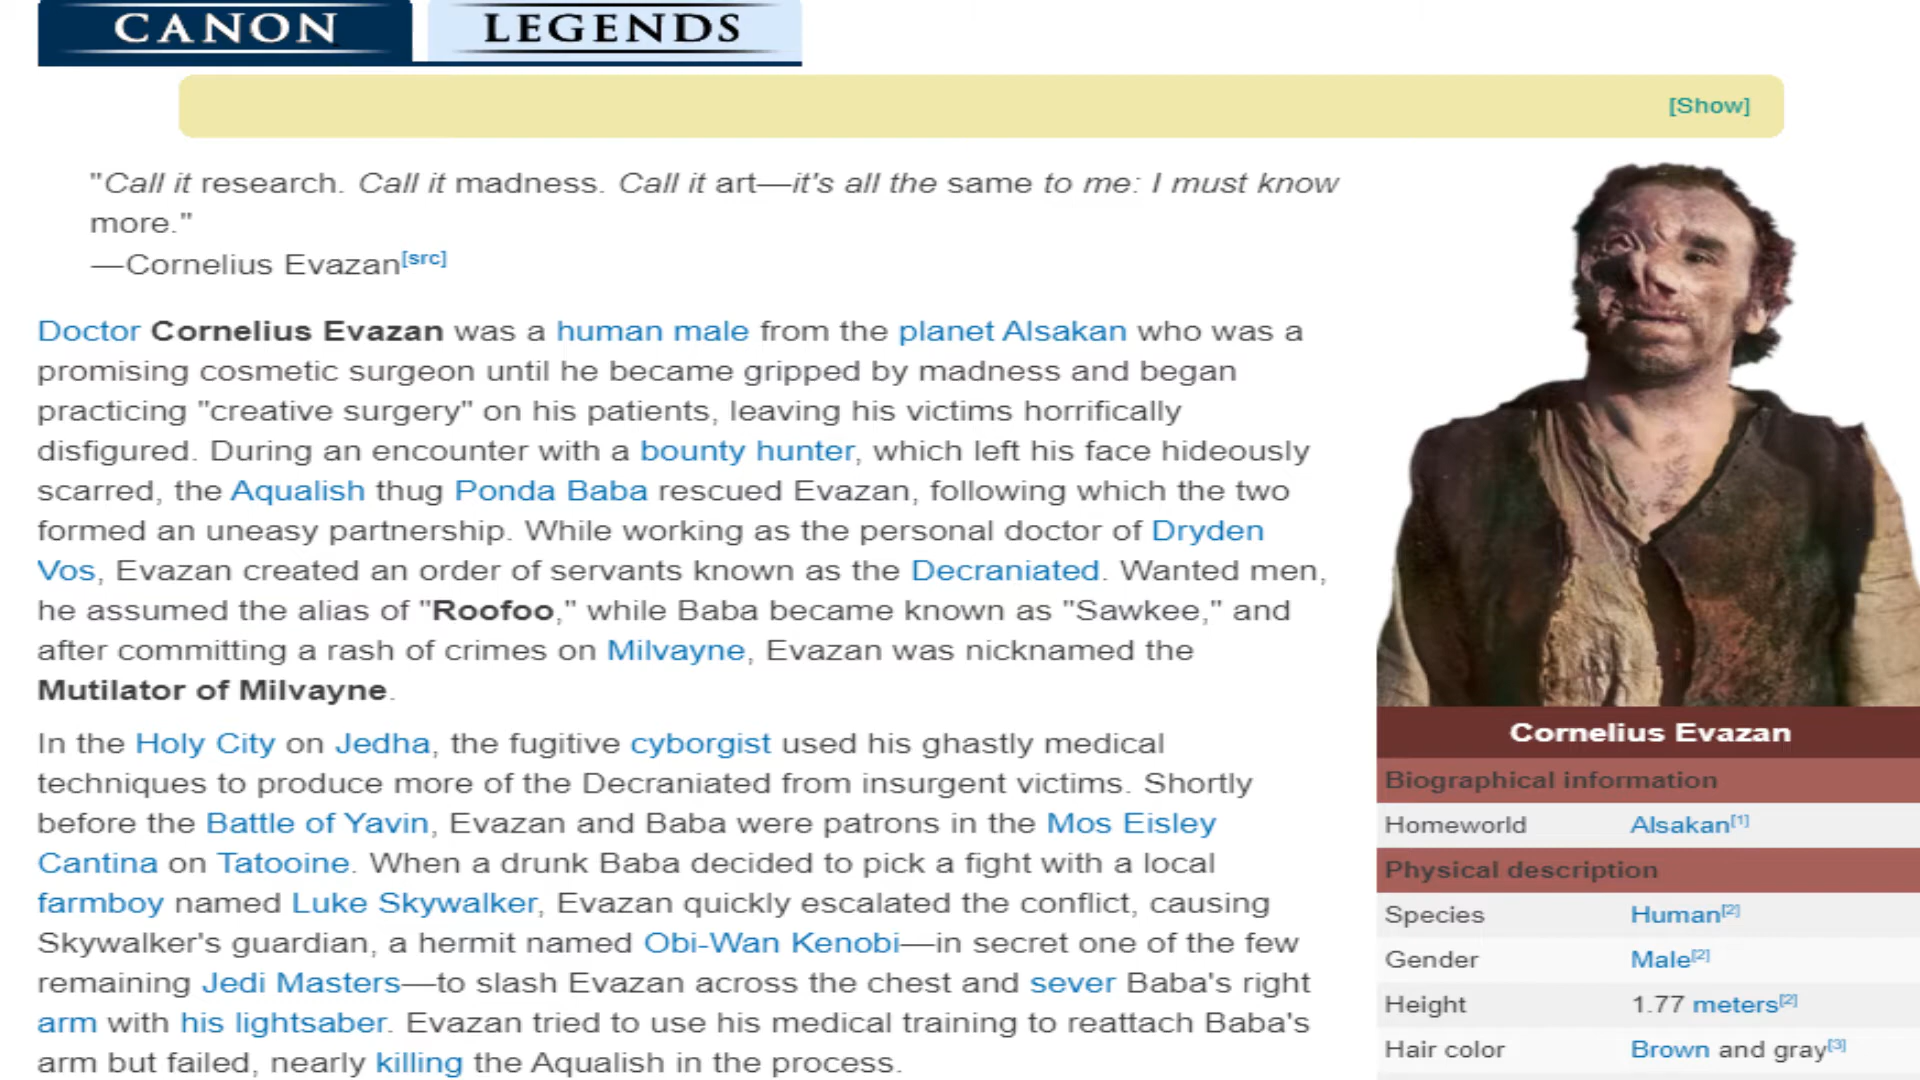 CANON LEGENDS
[Show]
"Call it research. Call it madness. Call it art—it's all the same to me: I must know
more."
—Cornelius Evazan[src]
Doctor Cornelius Evazan was a human male from the planet Alsakan who was a
promising cosmetic surgeon until he became gripped by madness and began
practicing "creative surgery" on his patients, leaving his victims horrifically
disfigured. During an encounter with a bounty hunter, which left his face hideously
scarred, the Aqualish thug Ponda Baba rescued Evazan, following which the two
formed an uneasy partnership. While working as the personal doctor of Dryden
Vos, Evazan created an order of servants known as the Decraniated. Wanted men,
he assumed the alias of "Roofoo," while Baba became known as "Sawkee," and
after committing a rash of crimes on Milvayne, Evazan was nicknamed the
Mutilator of Milvayne.
In the Holy City on Jedha, the fugitive cyborgist used his ghastly medical
techniques to produce more of the Decraniated from insurgent victims. Shortly
before the Battle of Yavin, Evazan and Baba were patrons in the Mos Eisley
Cantina on Tatooine. When a drunk Baba decided to pick a fight with a local
farmboy named Luke Skywalker, Evazan quickly escalated the conflict, causing
Skywalker's guardian, a hermit named Obi-Wan Kenobi—in secret one of the few
remaining Jedi Masters—to slash Evazan across the chest and sever Baba's right
arm with his lightsaber. Evazan tried to use his medical training to reattach Baba's
arm but failed, nearly killing the Aqualish in the process.
Cornelius Evazan
Biographical information
Homeworld Alsakan[1]
Physical description
Species Human[2]
Gender Male[2]
Height 1.77 meters[2]
Hair color Brown and gray[3]